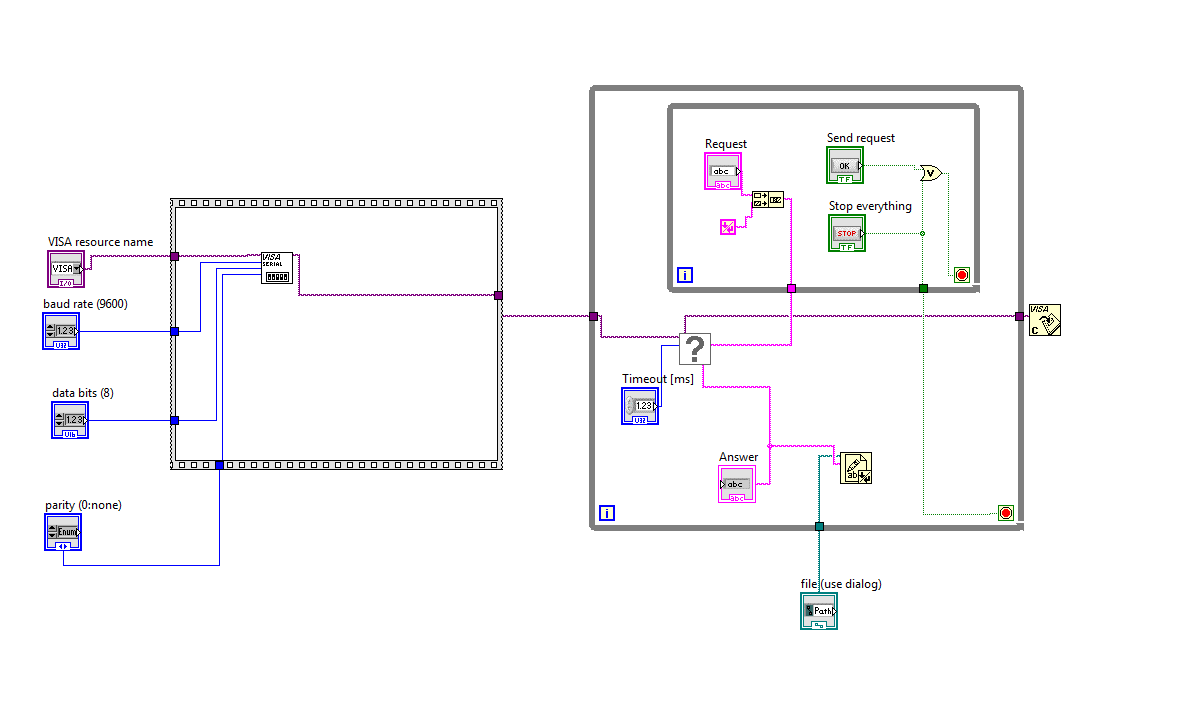 Request
abc
abc
Send request
OK
TF
V
Stop everything
STOP
TF
i
VISA resource name
VISA
I/O
VISA
SERIAL
baud rate (9600)
1.23
U32
data bits (8)
1.23
U16
parity (0:none)
Enum
VISA
C
?
Timeout [ms]
1.23
U32
Answer
abc
abc
ab
i
file (use dialog)
Path